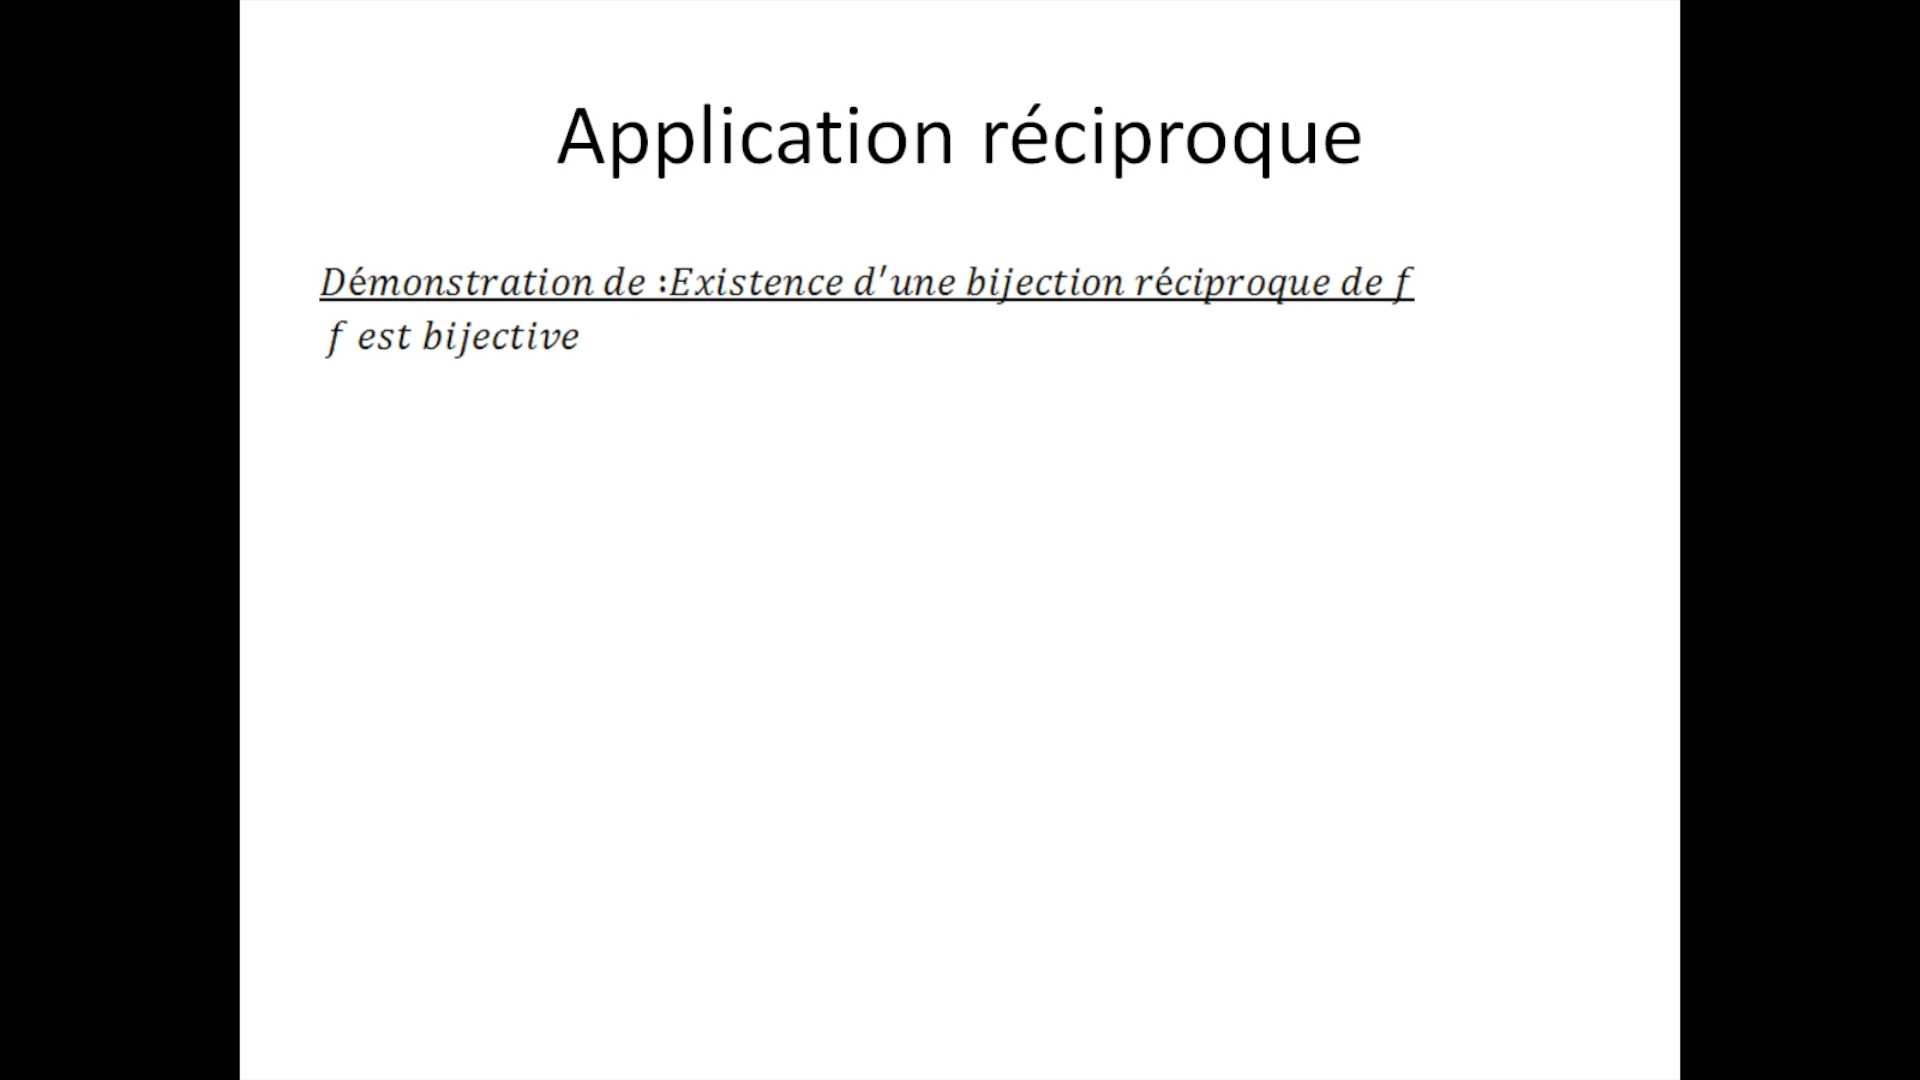 Application réciproque
Démonstration de :Existence d'une bijection réciproque de f
f est bijective